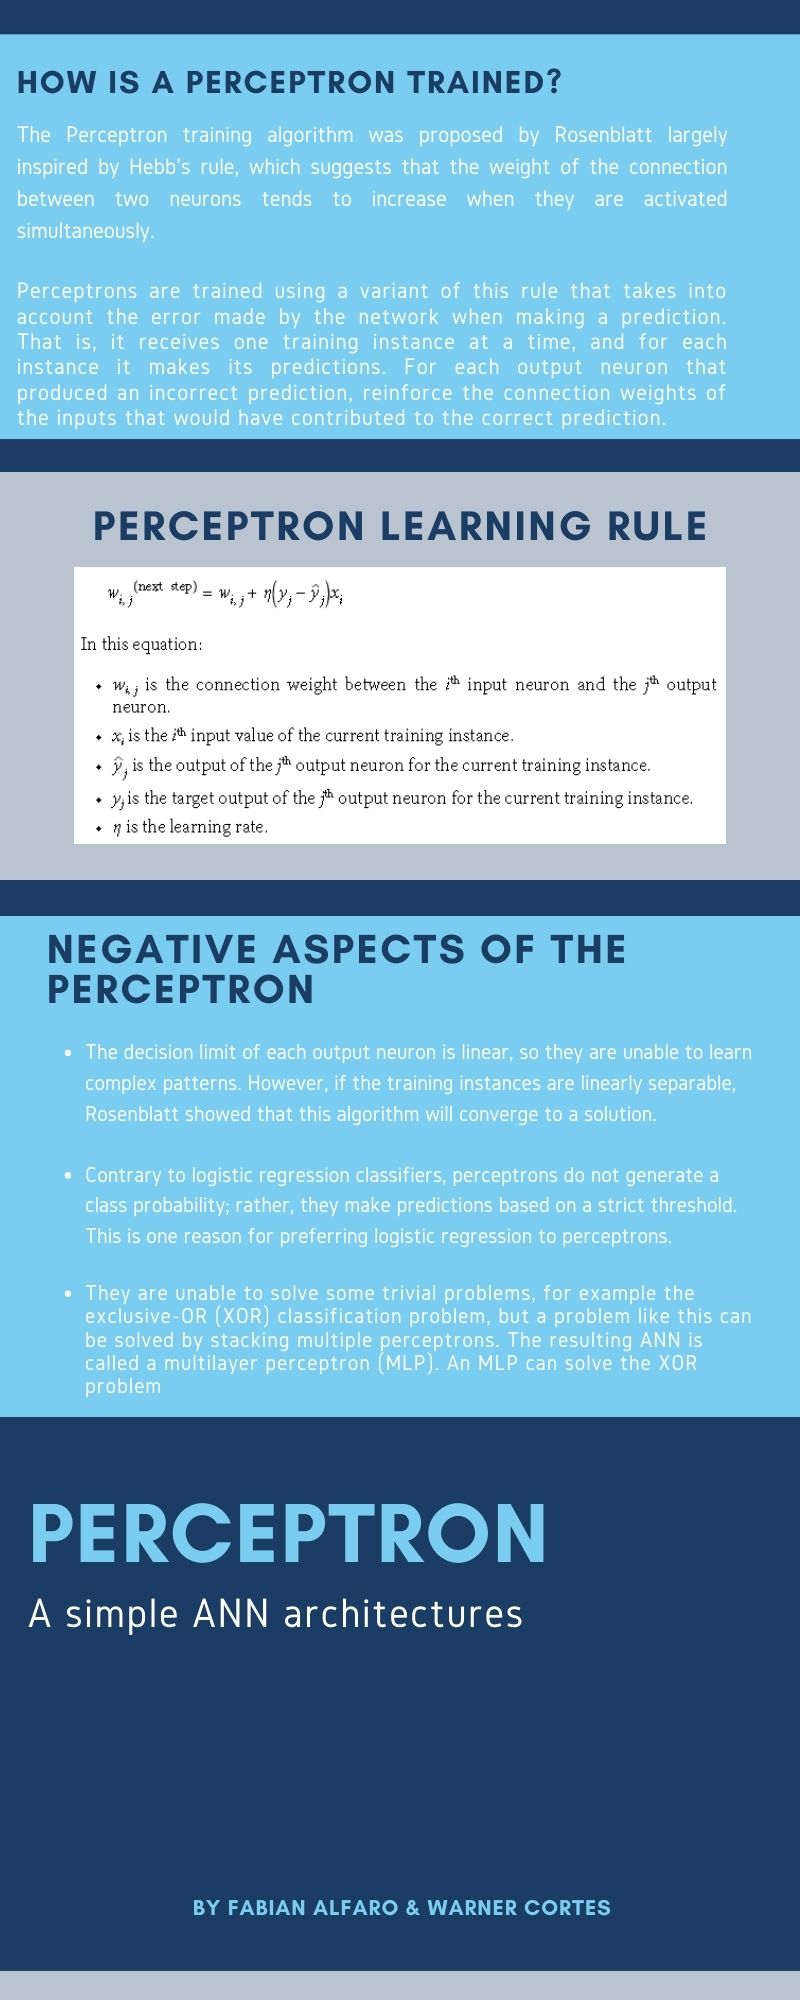 HOW IS A PERCEPTRON TRAINED?
The Perceptron training algorithm was proposed by Rosenblatt largely
inspired by Hebb's rule, which suggests that the weight of the connection
between two neurons tends to increase when they are activated
simultaneously.
Perceptrons are trained using a variant of this rule that takes into
account the error made by the network when making a prediction.
That is, it receives one training instance at a time, and for each
instance it makes its predictions. For each output neuron that
produced an incorrect prediction, reinforce the connection weights of
the inputs that would have contributed to the correct prediction.
PERCEPTRON LEARNING RULE
w_{i, j}^{(next step)} = w_{i, j} + η(y_j − ŷ_j)x_i
In this equation:
• w_{i, j} is the connection weight between the i^{th} input neuron and the j^{th} output
neuron.
• x_i is the i^{th} input value of the current training instance.
• ŷ_j is the output of the j^{th} output neuron for the current training instance.
• y_j is the target output of the j^{th} output neuron for the current training instance.
• η is the learning rate.
NEGATIVE ASPECTS OF THE
PERCEPTRON
• The decision limit of each output neuron is linear, so they are unable to learn
complex patterns. However, if the training instances are linearly separable,
Rosenblatt showed that this algorithm will converge to a solution.
• Contrary to logistic regression classifiers, perceptrons do not generate a
class probability; rather, they make predictions based on a strict threshold.
This is one reason for preferring logistic regression to perceptrons.
• They are unable to solve some trivial problems, for example the
exclusive-OR (XOR) classification problem, but a problem like this can
be solved by stacking multiple perceptrons. The resulting ANN is
called a multilayer perceptron (MLP). An MLP can solve the XOR
problem
PERCEPTRON
A simple ANN architectures
BY FABIAN ALFARO & WARNER CORTES